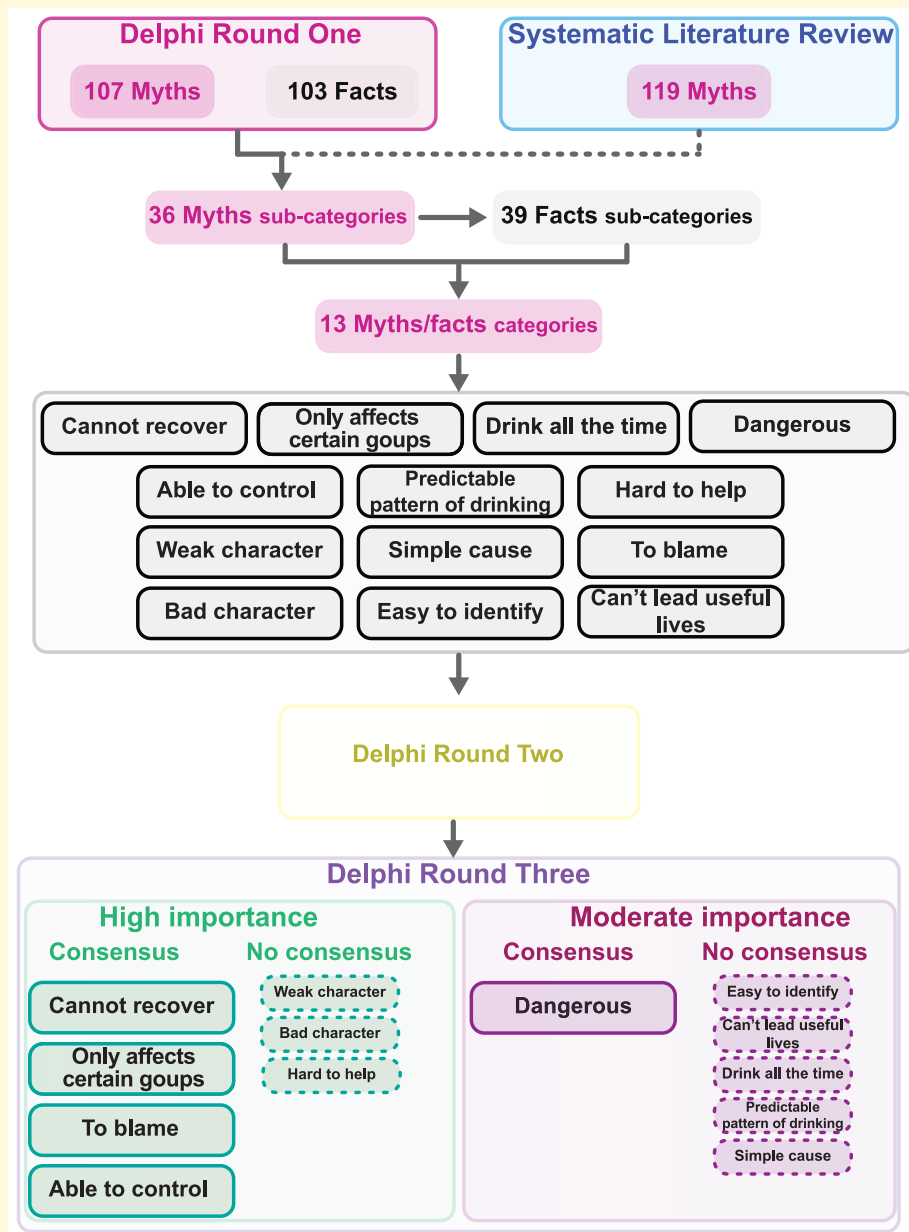 Delphi Round One
107 Myths
103 Facts
Systematic Literature Review
119 Myths
36 Myths sub-categories
39 Facts sub-categories
13 Myths/facts categories
Cannot recover
Only affects
certain goups
Drink all the time
Dangerous
Able to control
Predictable
pattern of drinking
Hard to help
Weak character
Simple cause
To blame
Bad character
Easy to identify
Can't lead useful
lives
Delphi Round Two
Delphi Round Three
High importance
Consensus
No consensus
Cannot recover
Only affects
certain goups
To blame
Able to control
Weak character
Bad character
Hard to help
Moderate importance
Consensus
No consensus
Dangerous
Easy to identify
Can't lead useful
lives
Drink all the time
Predictable
pattern of drinking
Simple cause